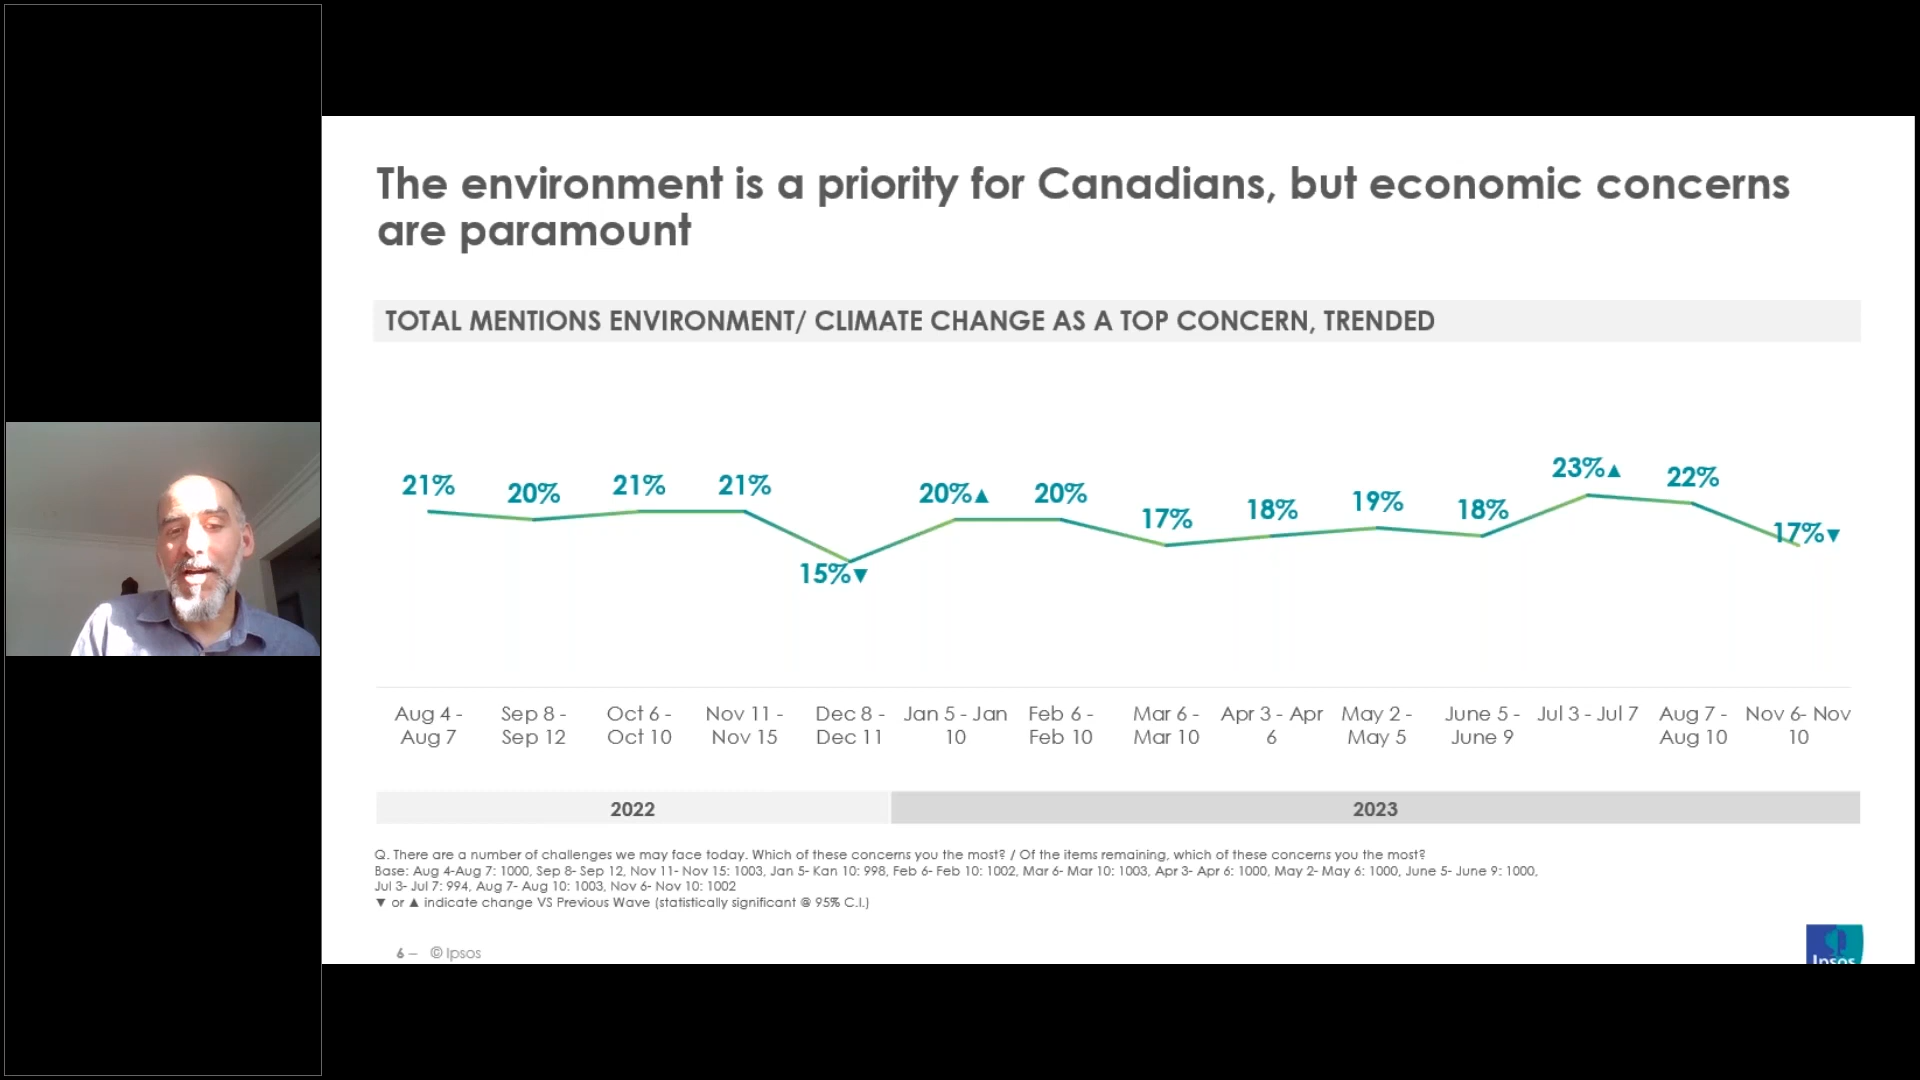 The environment is a priority for Canadians, but economic concerns
are paramount
TOTAL MENTIONS ENVIRONMENT/ CLIMATE CHANGE AS A TOP CONCERN, TRENDED
21%
20%
21%
21%
15%▼
20%▲
20%
17%
18%
19%
18%
23%▲
22%
17%▼
Aug 4 -
Aug 7
Sep 8 -
Sep 12
Oct 6 -
Oct 10
Nov 11 -
Nov 15
Dec 8 -
Dec 11
Jan 5 - Jan
10
Feb 6 -
Feb 10
Mar 6 -
Mar 10
Apr 3 - Apr
6
May 2 -
May 5
June 5 -
June 9
Jul 3 - Jul 7
Aug 7 -
Aug 10
Nov 6- Nov
10
2022
2023
Q. There are a number of challenges we may face today. Which of these concerns you the most? / Of the items remaining, which of these concerns you the most?
Base: Aug 4-Aug 7: 1000, Sep 8- Sep 12, Nov 11- Nov 15: 1003, Jan 5- Kan 10: 998, Feb 6- Feb 10: 1002, Mar 6- Mar 10: 1003, Apr 3- Apr 6: 1000, May 2- May 6: 1000, June 5- June 9: 1000,
Jul 3- Jul 7: 994, Aug 7- Aug 10: 1003, Nov 6- Nov 10: 1002
▼ or ▲ indicate change VS Previous Wave (statistically significant @ 95% C.I.)
6 – © Ipsos
Ipsos